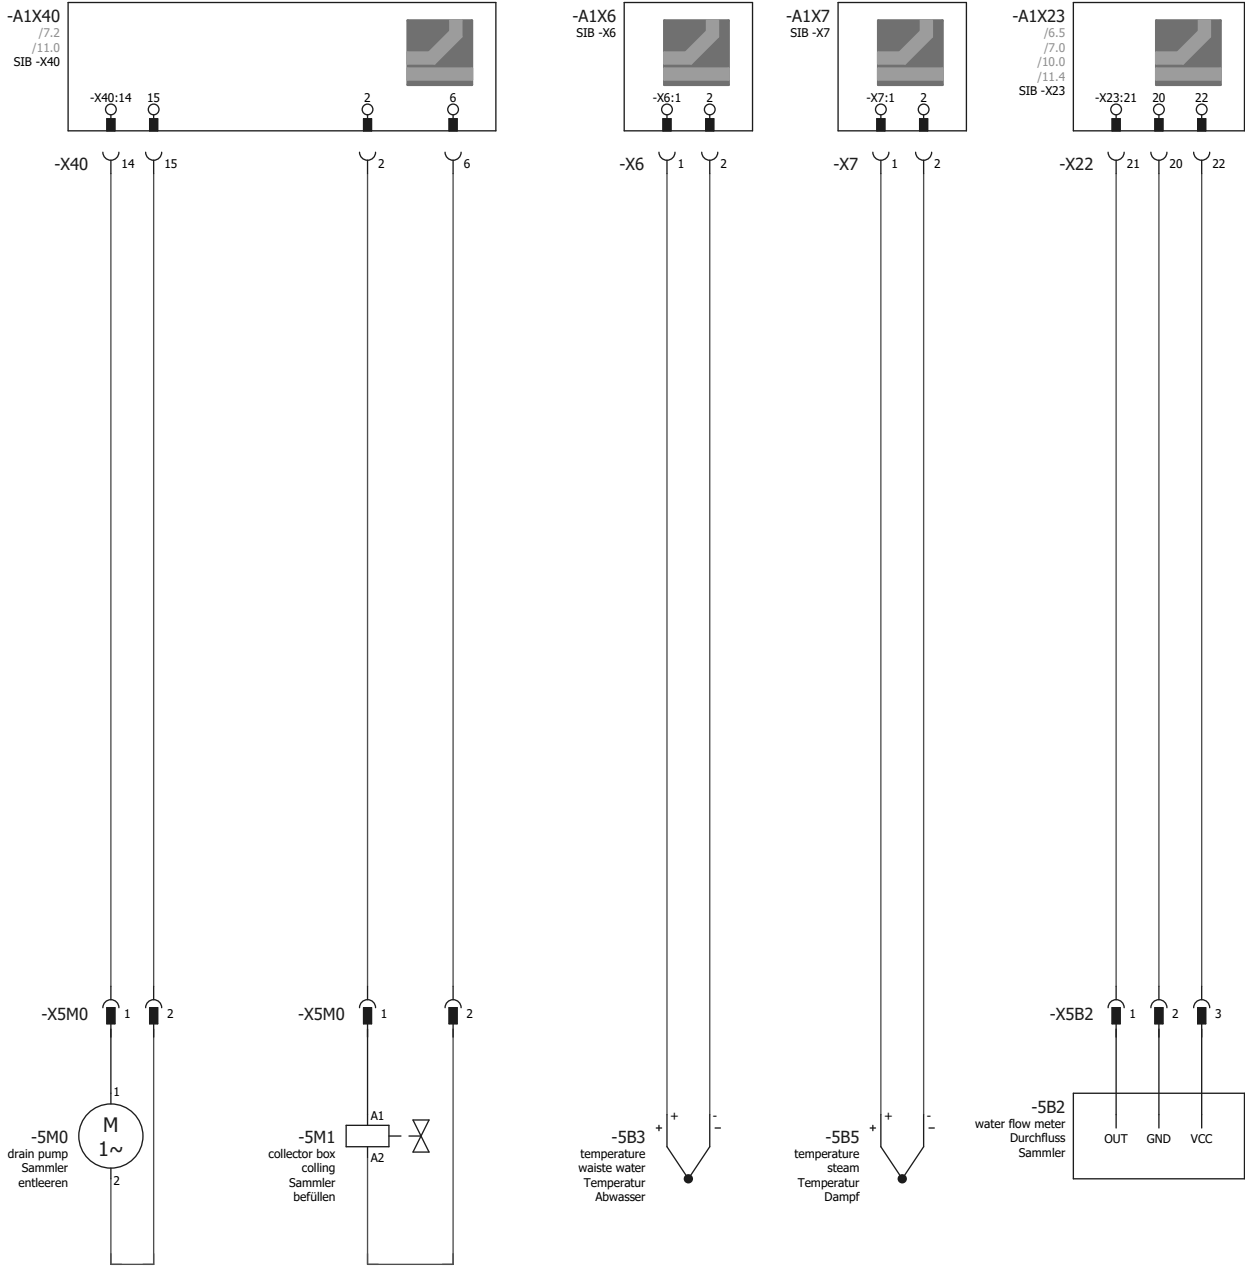 -A1X40
/7.2
/11.0
SIB -X40
-X40:14 15 2 6
-X40 14 15 2 6
-A1X6
SIB -X6
-X6:1 2
-X6 1 2
-A1X7
SIB -X7
-X7:1 2
-X7 1 2
-A1X23
/6.5
/7.0
/10.0
/11.4
SIB -X23
-X23:21 20 22
-X22 21 20 22
-X5M0 1 2
-X5M0 1 2
-X5B2 1 2 3
1
M
1~
2
-5M0
drain pump
Sammler
entleeren
A1
A2
-5M1
collector box
colling
Sammler
befüllen
+ -
+ −
-5B3
temperature
waiste water
Temperatur
Abwasser
+ -
+ −
-5B5
temperature
steam
Temperatur
Dampf
-5B2
water flow meter
Durchfluss
Sammler
OUT GND VCC